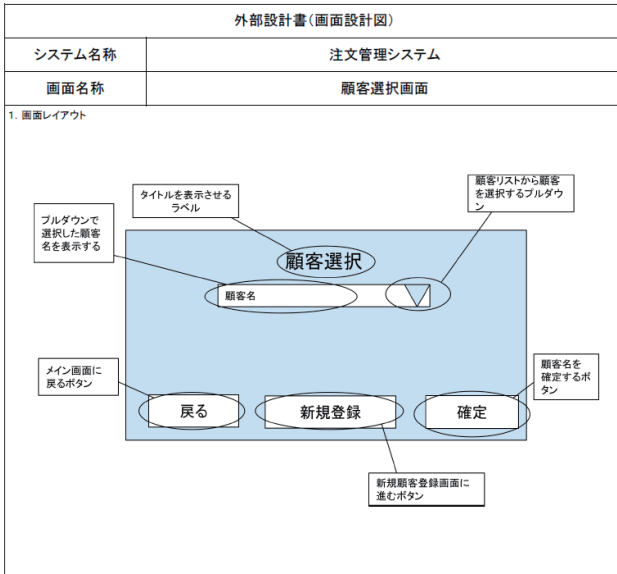 外部設計書(画面設計図)
システム名称
注文管理システム
画面名称
顧客選択画面
1. 画面レイアウト
顧客リストから顧客
を選択するプルダウ
ン
タイトルを表示させる
ラベル
プルダウンで
選択した顧客
名を表示する
顧客選択
顧客名
メイン画面に
戻るボタン
顧客名を
確定するボ
タン
戻る
新規登録
確定
新規顧客登録画面に
進むボタン